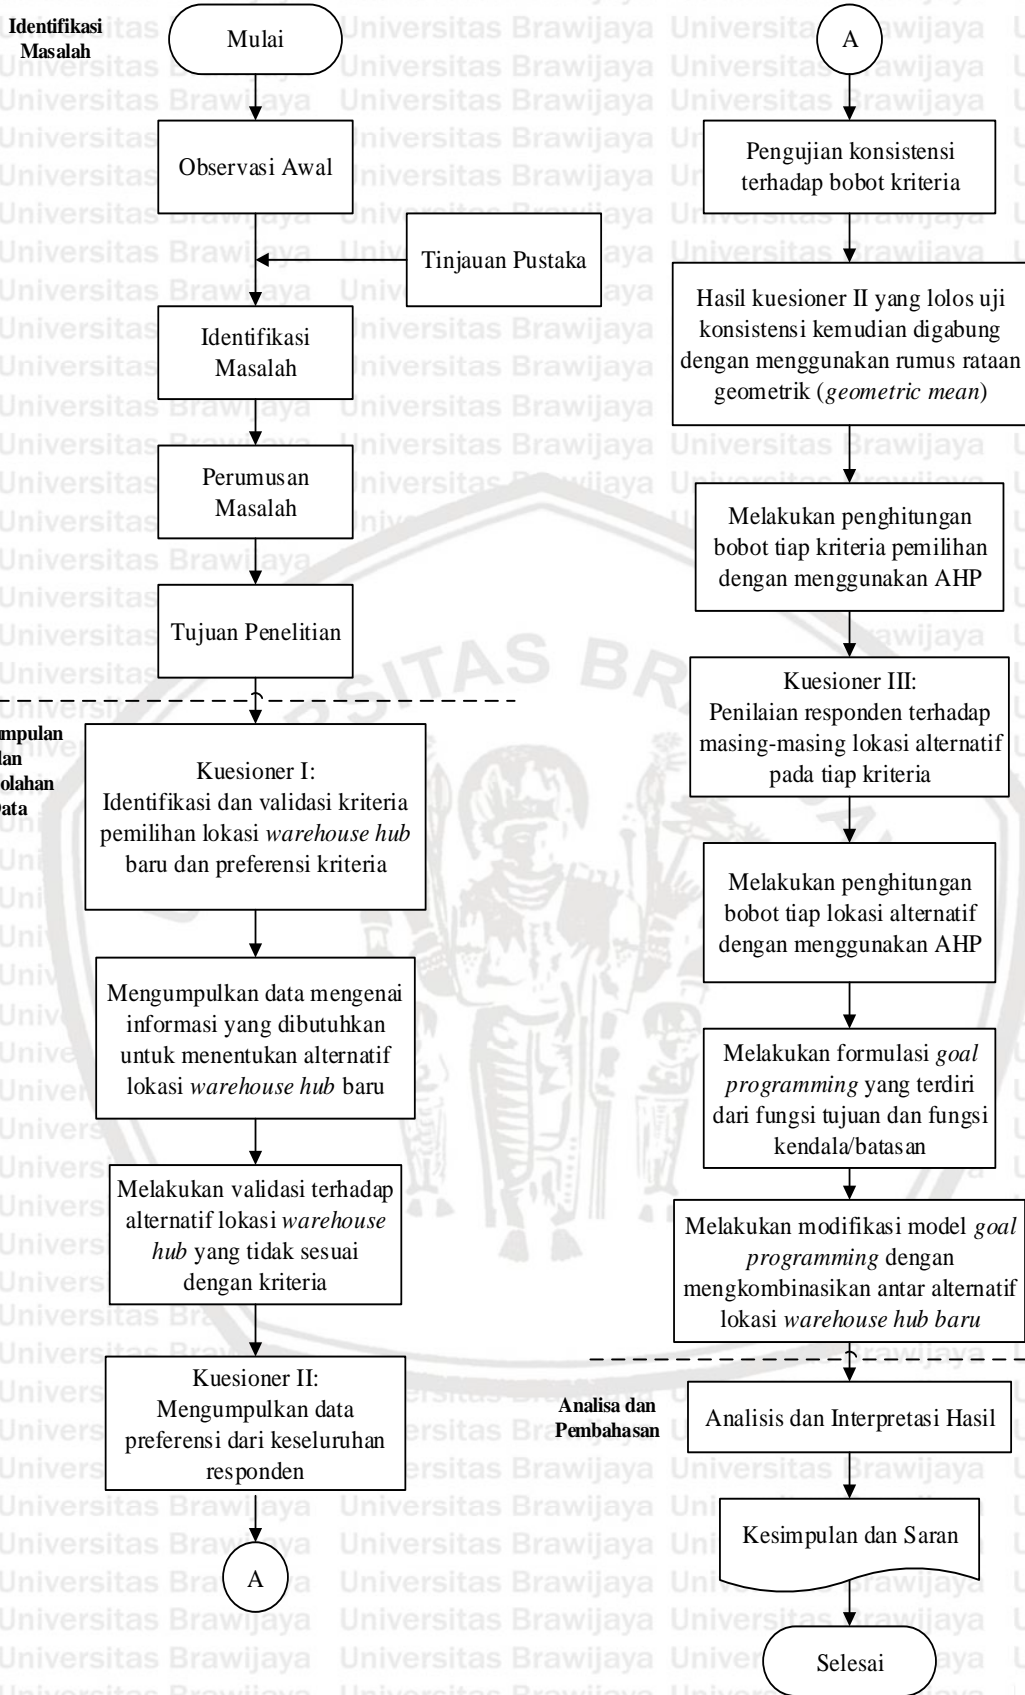 Identifikasi
Masalah
Mulai
Observasi Awal
Tinjauan Pustaka
Identifikasi
Masalah
Perumusan
Masalah
Tujuan Penelitian
Kuesioner I:
Identifikasi dan validasi kriteria
pemilihan lokasi warehouse hub
baru dan preferensi kriteria
Mengumpulkan data mengenai
informasi yang dibutuhkan
untuk menentukan alternatif
lokasi warehouse hub baru
Melakukan validasi terhadap
alternatif lokasi warehouse
hub yang tidak sesuai
dengan kriteria
Kuesioner II:
Mengumpulkan data
preferensi dari keseluruhan
responden
A
A
Pengujian konsistensi
terhadap bobot kriteria
Hasil kuesioner II yang lolos uji
konsistensi kemudian digabung
dengan menggunakan rumus rataan
geometrik (geometric mean)
Melakukan penghitungan
bobot tiap kriteria pemilihan
dengan menggunakan AHP
Kuesioner III:
Penilaian responden terhadap
masing-masing lokasi alternatif
pada tiap kriteria
Melakukan penghitungan
bobot tiap lokasi alternatif
dengan menggunakan AHP
Melakukan formulasi goal
programming yang terdiri
dari fungsi tujuan dan fungsi
kendala/batasan
Melakukan modifikasi model goal
programming dengan
mengkombinasikan antar alternatif
lokasi warehouse hub baru
Analisa dan
Pembahasan
Analisis dan Interpretasi Hasil
Kesimpulan dan Saran
Selesai